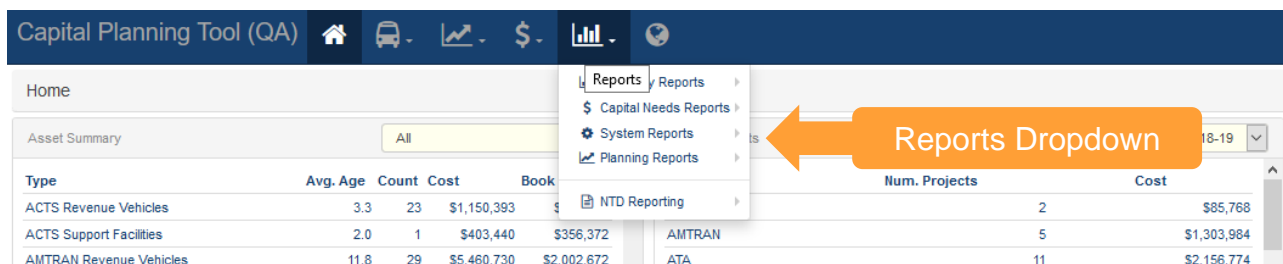 Capital Planning Tool (QA)
$
Reports
y Reports
$ Capital Needs Reports
System Reports
Planning Reports
NTD Reporting
Home
Asset Summary
All
ts
Reports Dropdown
18-19
Type Avg. Age Count Cost Book
Num. Projects Cost
ACTS Revenue Vehicles 3.3 23 $1,150,393 $
2 $85,768
ACTS Support Facilities 2.0 1 $403,440 $356,372
AMTRAN 5 $1,303,984
AMTRAN Revenue Vehicles 11.8 29 $5,460,730 $2,002,672
ATA 11 $2,156,774